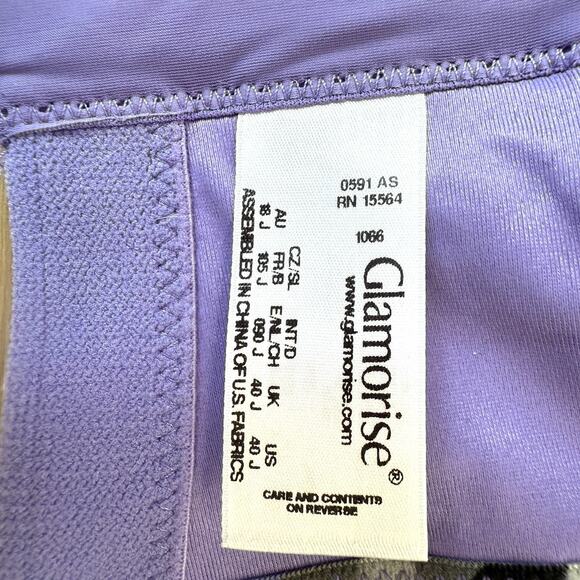 0591 AS
RN 15564
1066
Glamorise®
www.glamorise.com
CZ/SL INT/D
AU FR/B E/NL/CH UK US
18 J 105 J 090 J 40 J 40 J
ASSEMBLED IN CHINA OF U.S. FABRICS
CARE AND CONTENTS
ON REVERSE